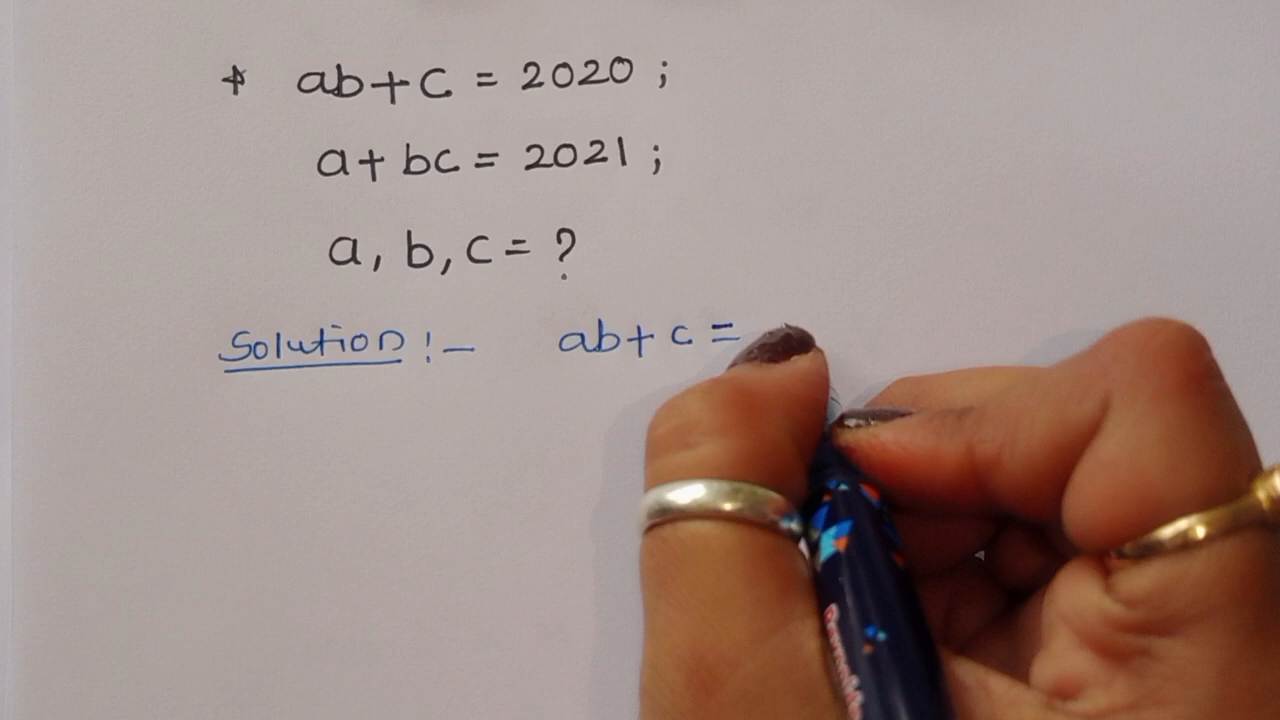 * ab+c = 2020 ;
a+bc = 2021 ;
a, b, c = ?
Solution :- ab+c =